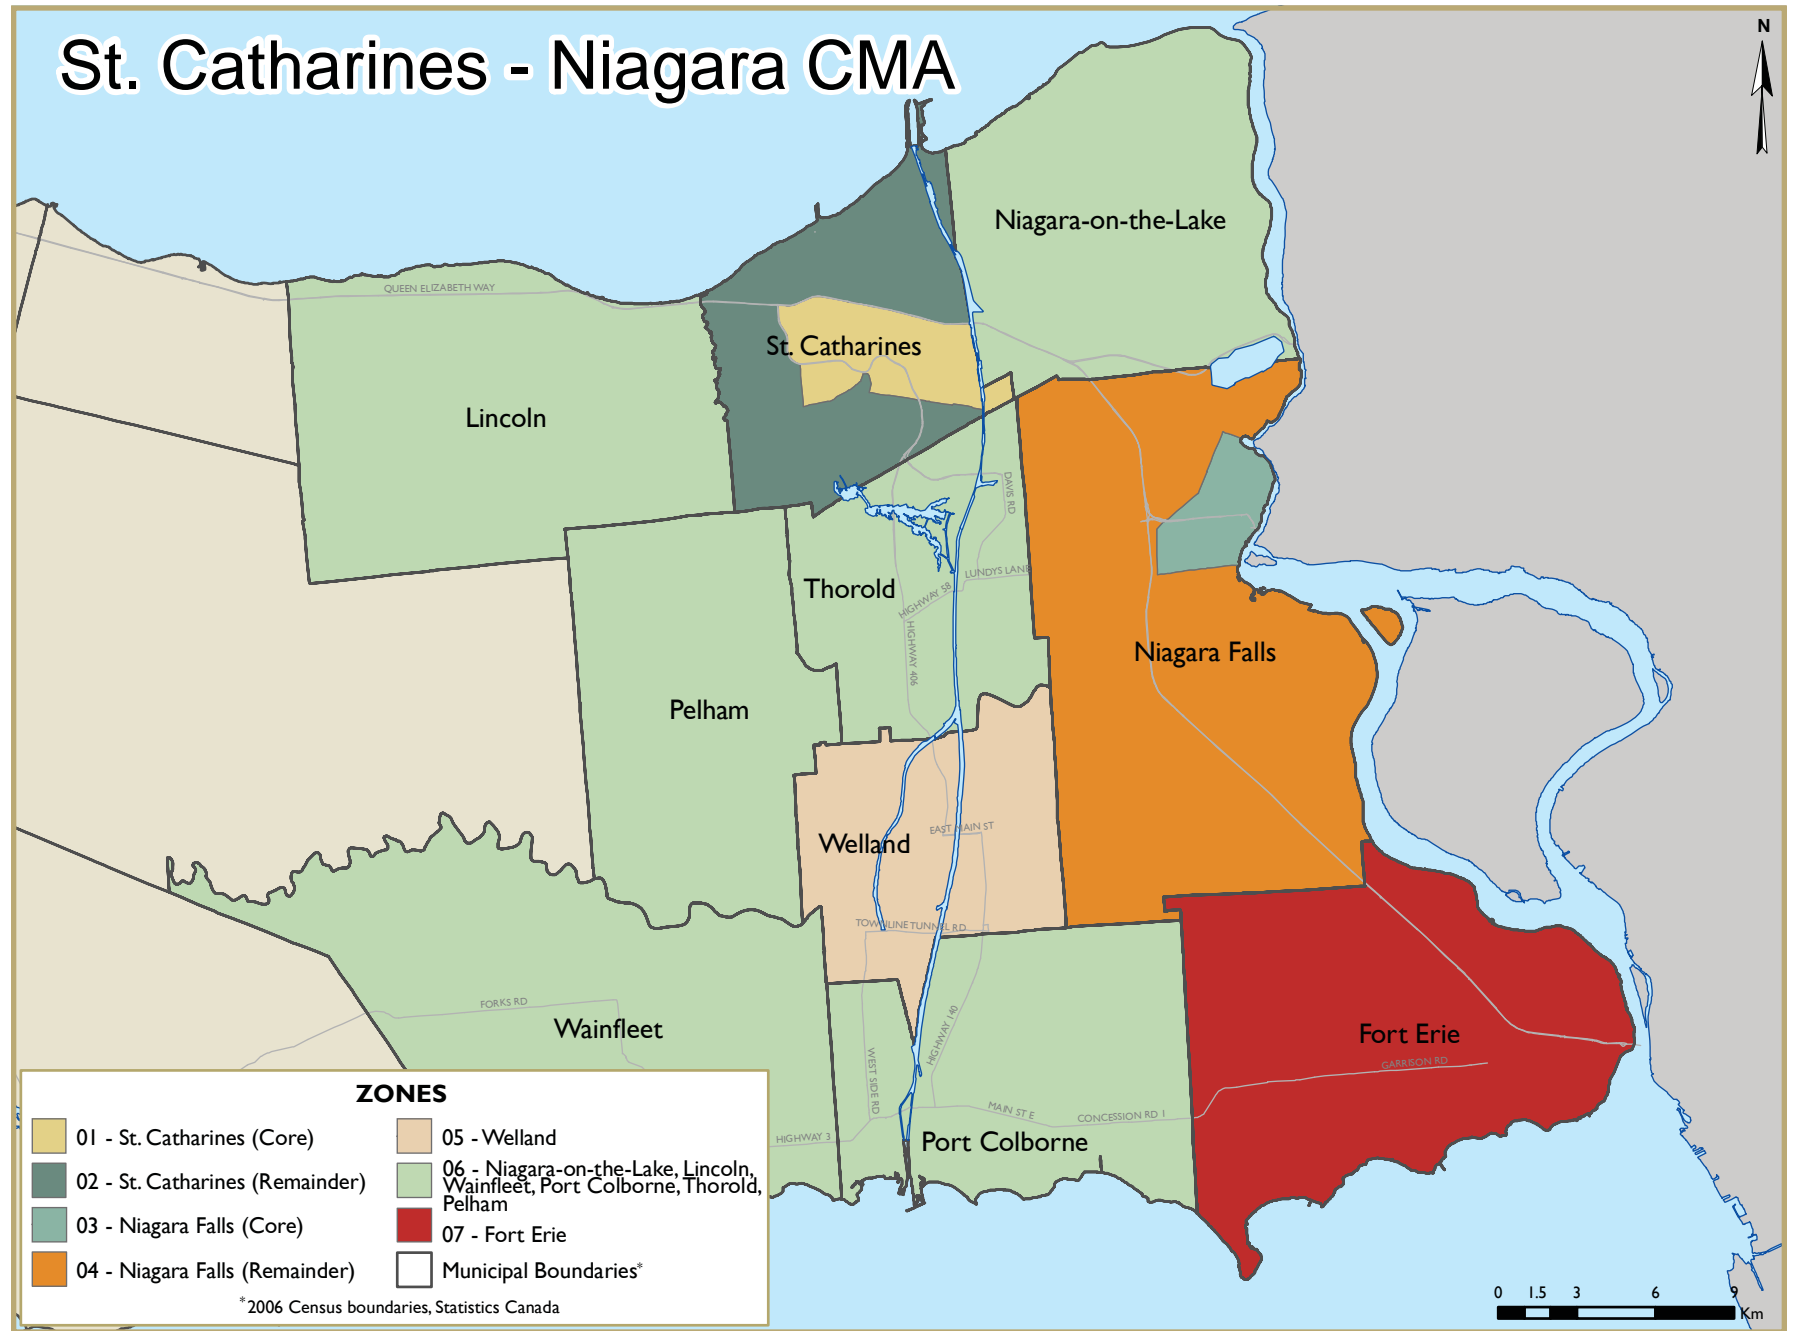 St. Catharines - Niagara CMA
N
Niagara-on-the-Lake
QUEEN ELIZABETH WAY
St. Catharines
Lincoln
DAVIS RD
LUNDYS LANE
Thorold
HIGHWAY 58
HIGHWAY 406
Niagara Falls
Pelham
EAST MAIN ST
Welland
TOWNLINE TUNNEL RD
FORKS RD
Wainfleet
HIGHWAY 140
Fort Erie
GARRISON RD
WEST SIDE RD
MAIN ST E
CONCESSION RD 1
HIGHWAY 3
Port Colborne
ZONES
01 - St. Catharines (Core)
02 - St. Catharines (Remainder)
03 - Niagara Falls (Core)
04 - Niagara Falls (Remainder)
05 - Welland
06 - Niagara-on-the-Lake, Lincoln,
Wainfleet, Port Colborne, Thorold,
Pelham
07 - Fort Erie
Municipal Boundaries*
*2006 Census boundaries, Statistics Canada
0 1.5 3 6 9
Km